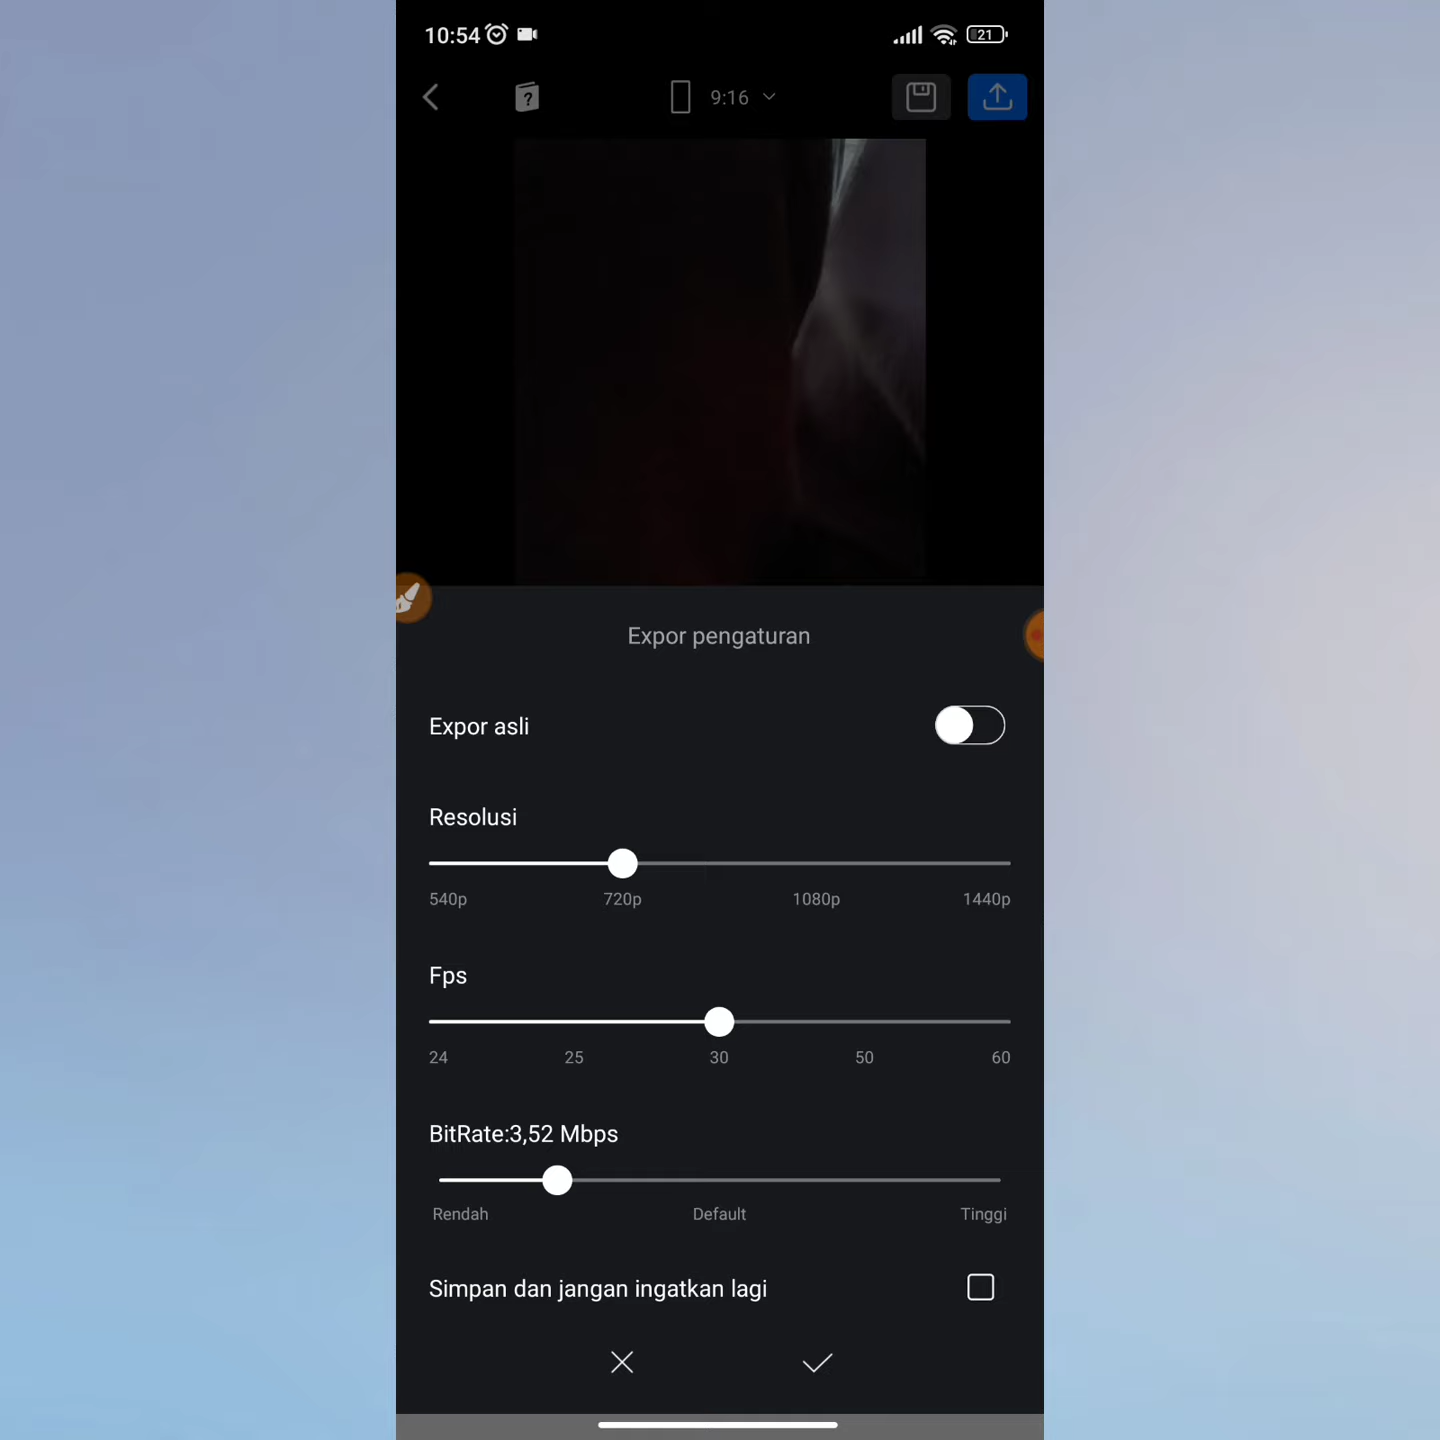 10:54
21
9:16
Expor pengaturan
Expor asli
Resolusi
540p 720p 1080p 1440p
Fps
24 25 30 50 60
BitRate:3,52 Mbps
Rendah Default Tinggi
Simpan dan jangan ingatkan lagi